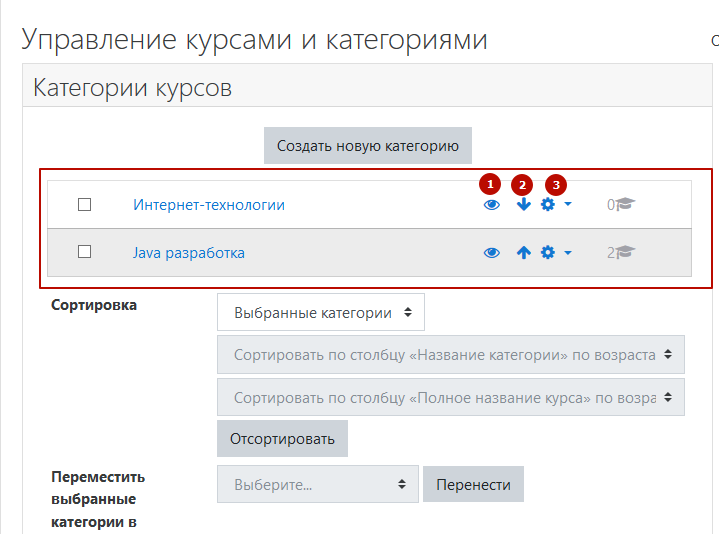 Управление курсами и категориями
Категории курсов
Создать новую категорию
1 2 3
Интернет-технологии 0
Java разработка 2
Сортировка Выбранные категории
Сортировать по столбцу «Название категории» по возраста
Сортировать по столбцу «Полное название курса» по возра
Отсортировать
Переместить Выберите... Перенести
выбранные
категории в